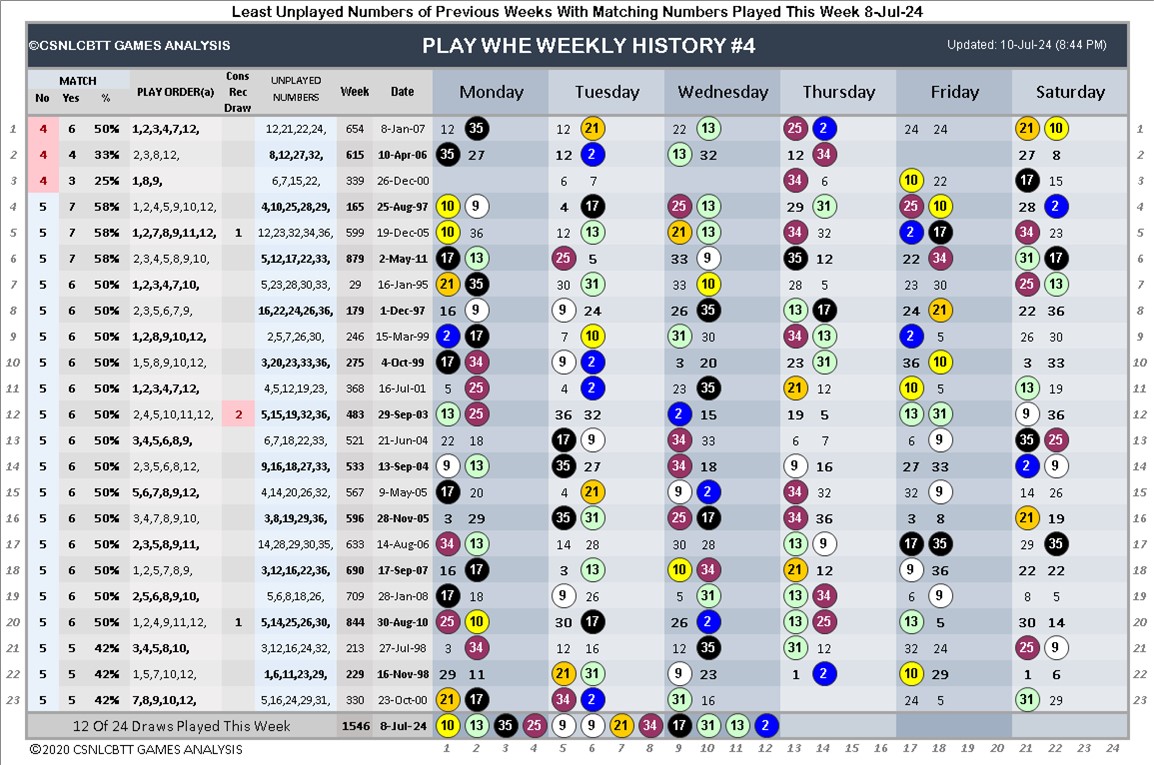 Least Unplayed Numbers of Previous Weeks With Matching Numbers Played This Week 8-Jul-24
©CSNLCBTT GAMES ANALYSIS PLAY WHE WEEKLY HISTORY #4 Updated: 10-Jul-24 (8:44 PM)
MATCH PLAY ORDER(a) Cons Rec Draw UNPLAYED NUMBERS Week Date Monday Tuesday Wednesday Thursday Friday Saturday
No Yes %
1 4 6 50% 1,2,3,4,7,12, 12,21,22,24, 654 8-Jan-07 12 35 12 21 22 13 25 2 24 24 21 10 1
2 4 4 33% 2,3,8,12, 8,12,27,32, 615 10-Apr-06 35 27 12 2 13 32 12 34 27 8 2
3 4 3 25% 1,8,9, 6,7,15,22, 339 26-Dec-00 6 7 34 6 10 22 17 15 3
4 5 7 58% 1,2,4,5,9,10,12, 4,10,25,28,29, 165 25-Aug-97 10 9 4 17 25 13 29 31 25 10 28 2 4
5 5 7 58% 1,2,7,8,9,11,12, 1 12,23,32,34,36, 599 19-Dec-05 10 36 12 13 21 13 34 32 2 17 34 23 5
6 5 7 58% 2,3,4,5,8,9,10, 5,12,17,22,33, 879 2-May-11 17 13 25 5 33 9 35 12 22 34 31 17 6
7 5 6 50% 1,2,3,4,7,10, 5,23,28,30,33, 29 16-Jan-95 21 35 30 31 33 10 28 5 23 30 25 13 7
8 5 6 50% 2,3,5,6,7,9, 16,22,24,26,36, 179 1-Dec-97 16 9 9 24 26 35 13 17 24 21 22 36 8
9 5 6 50% 1,2,8,9,10,12, 2,5,7,26,30, 246 15-Mar-99 2 17 7 10 31 30 34 13 2 5 26 30 9
10 5 6 50% 1,5,8,9,10,12, 3,20,23,33,36, 275 4-Oct-99 17 34 9 2 3 20 23 31 36 10 3 33 10
11 5 6 50% 1,2,3,4,7,12, 4,5,12,19,23, 368 16-Jul-01 5 25 4 2 23 35 21 12 10 5 13 19 11
12 5 6 50% 2,4,5,10,11,12, 2 5,15,19,32,36, 483 29-Sep-03 13 25 36 32 2 15 19 5 13 31 9 36 12
13 5 6 50% 3,4,5,6,8,9, 6,7,18,22,33, 521 21-Jun-04 22 18 17 9 34 33 6 7 6 9 35 25 13
14 5 6 50% 2,3,5,6,8,12, 9,16,18,27,33, 533 13-Sep-04 9 13 35 27 34 18 9 16 27 33 2 9 14
15 5 6 50% 5,6,7,8,9,12, 4,14,20,26,32, 567 9-May-05 17 20 4 21 9 2 34 32 32 9 14 26 15
16 5 6 50% 3,4,7,8,9,10, 3,8,19,29,36, 596 28-Nov-05 3 29 35 31 25 17 34 36 3 8 21 19 16
17 5 6 50% 2,3,5,8,9,11, 14,28,29,30,35, 633 14-Aug-06 34 13 14 28 30 28 13 9 17 35 29 35 17
18 5 6 50% 1,2,5,7,8,9, 3,12,16,22,36, 690 17-Sep-07 16 17 3 13 10 34 21 12 9 36 22 22 18
19 5 6 50% 2,5,6,8,9,10, 5,6,8,18,26, 709 28-Jan-08 17 18 9 26 5 31 13 34 6 9 8 5 19
20 5 6 50% 1,2,4,9,11,12, 1 5,14,25,26,30, 844 30-Aug-10 25 10 30 17 26 2 13 25 13 5 30 14 20
21 5 5 42% 3,4,5,8,10, 3,12,16,24,32, 213 27-Jul-98 3 34 12 16 12 35 31 12 32 24 25 9 21
22 5 5 42% 1,5,7,10,12, 1,6,11,23,29, 229 16-Nov-98 29 11 21 31 9 23 1 2 10 29 1 6 22
23 5 5 42% 7,8,9,10,12, 5,16,24,29,31, 330 23-Oct-00 21 17 34 2 31 16 24 5 31 29 23
12 Of 24 Draws Played This Week 1546 8-Jul-24 10 13 35 25 9 9 21 34 17 31 13 2
©2020 CSNLCBTT GAMES ANALYSIS 1 2 3 4 5 6 7 8 9 10 11 12 13 14 15 16 17 18 19 20 21 22 23 24